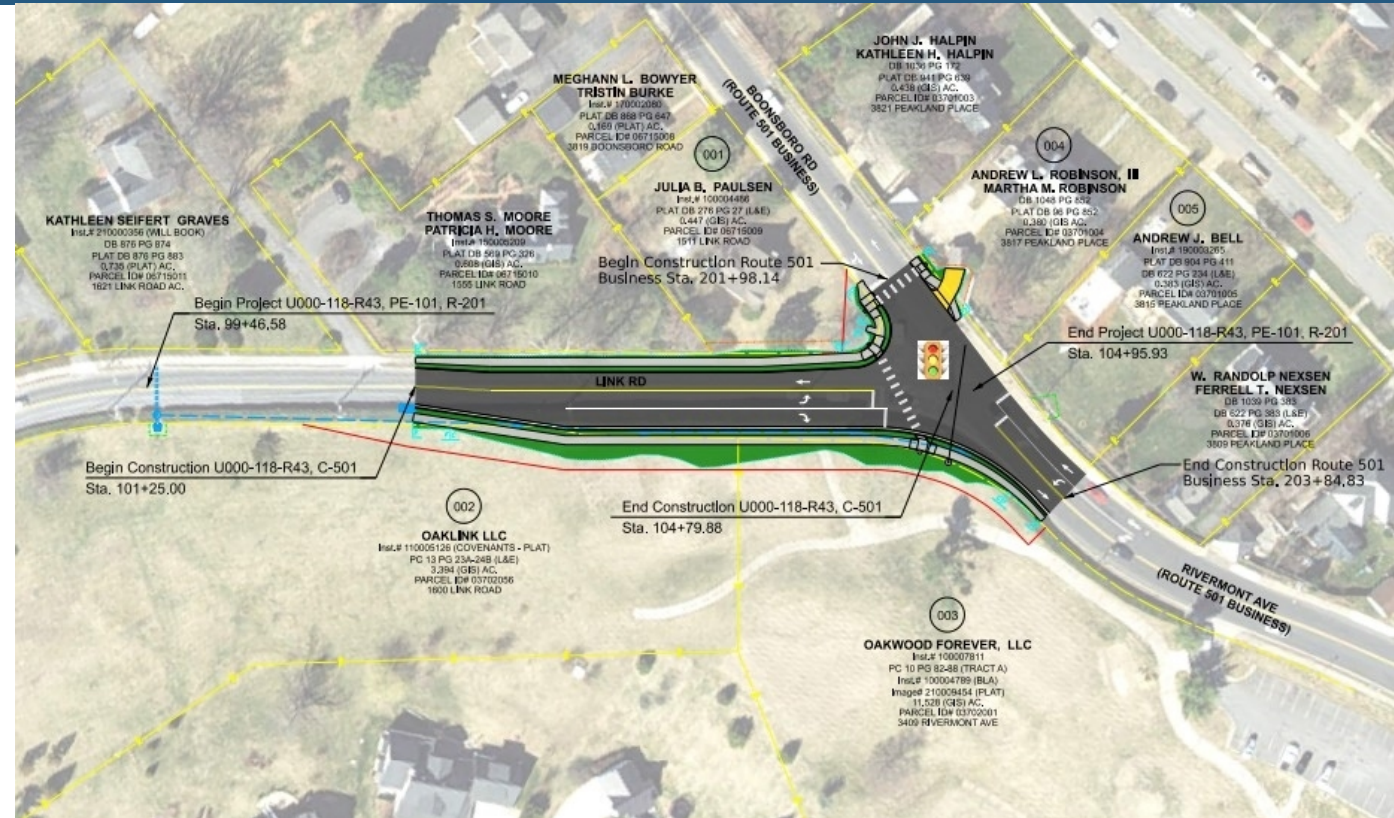 JOHN J. HALPIN
KATHLEEN H. HALPIN
DB 1036 PG 172
PLAT DB 941 PG 639
0.438 (GIS) AC.
PARCEL ID# 03701003
3821 PEAKLAND PLACE
BOONSBORO RD
(ROUTE 501 BUSINESS)
MEGHANN L. BOWYER
TRISTIN BURKE
Inst.# 170002080
PLAT DB 868 PG 647
0.169 (PLAT) AC.
PARCEL ID# 06715008
3819 BOONSBORO ROAD
001
JULIA B. PAULSEN
Inst.# 100004486
PLAT DB 276 PG 27 (L&E)
0.447 (GIS) AC.
PARCEL ID# 06715009
1511 LINK ROAD
004
ANDREW L. ROBINSON, III
MARTHA M. ROBINSON
DB 1048 PG 852
PLAT DB 96 PG 852
0.380 (GIS) AC.
PARCEL ID# 03701004
3817 PEAKLAND PLACE
005
ANDREW J. BELL
Inst.# 190003265
PLAT DB 904 PG 411
DB 622 PG 234 (L&E)
0.383 (GIS) AC.
PARCEL ID# 03701005
3815 PEAKLAND PLACE
KATHLEEN SEIFERT GRAVES
Inst.# 210000356 (WILL BOOK)
DB 876 PG 874
PLAT DB 876 PG 883
0.735 (PLAT) AC.
PARCEL ID# 06715011
1621 LINK ROAD AC.
THOMAS S. MOORE
PATRICIA H. MOORE
Inst.# 150005209
PLAT DB 569 PG 326
0.608 (GIS) AC.
PARCEL ID# 06715010
1555 LINK ROAD
Begin Construction Route 501
Business Sta. 201+98.14
Begin Project U000-118-R43, PE-101, R-201
Sta. 99+46.58
End Project U000-118-R43, PE-101, R-201
Sta. 104+95.93
W. RANDOLP NEXSEN
FERRELL T. NEXSEN
DB 1039 PG 383
DB 622 PG 383 (L&E)
0.376 (GIS) AC.
PARCEL ID# 03701006
3809 PEAKLAND PLACE
LINK RD
Begin Construction U000-118-R43, C-501
Sta. 101+25.00
End Construction Route 501
Business Sta. 203+84.83
End Construction U000-118-R43, C-501
Sta. 104+79.88
002
OAKLINK LLC
Inst.# 110005126 (COVENANTS - PLAT)
PC 13 PG 23A-24B (L&E)
3.394 (GIS) AC.
PARCEL ID# 03702056
1600 LINK ROAD
RIVERMONT AVE
(ROUTE 501 BUSINESS)
003
OAKWOOD FOREVER, LLC
Inst.# 100007811
PC 10 PG 82-88 (TRACT A)
Inst.# 100004789 (BLA)
Image# 210009454 (PLAT)
11.528 (GIS) AC.
PARCEL ID# 03702001
3409 RIVERMONT AVE